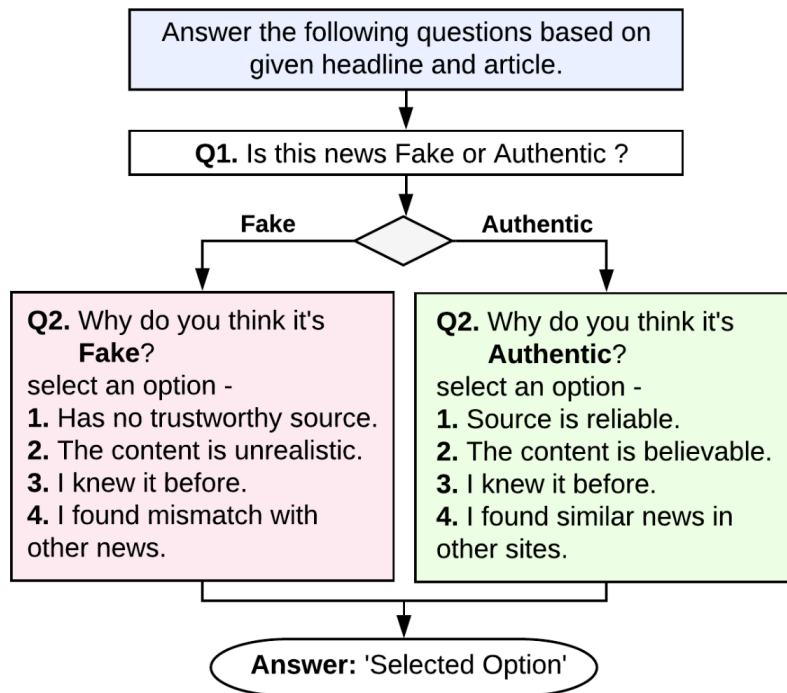 Answer the following questions based on
given headline and article.
Q1. Is this news Fake or Authentic ?
Fake
Authentic
Q2. Why do you think it's
Fake?
select an option -
1. Has no trustworthy source.
2. The content is unrealistic.
3. I knew it before.
4. I found mismatch with
other news.
Q2. Why do you think it's
Authentic?
select an option -
1. Source is reliable.
2. The content is believable.
3. I knew it before.
4. I found similar news in
other sites.
Answer: 'Selected Option'